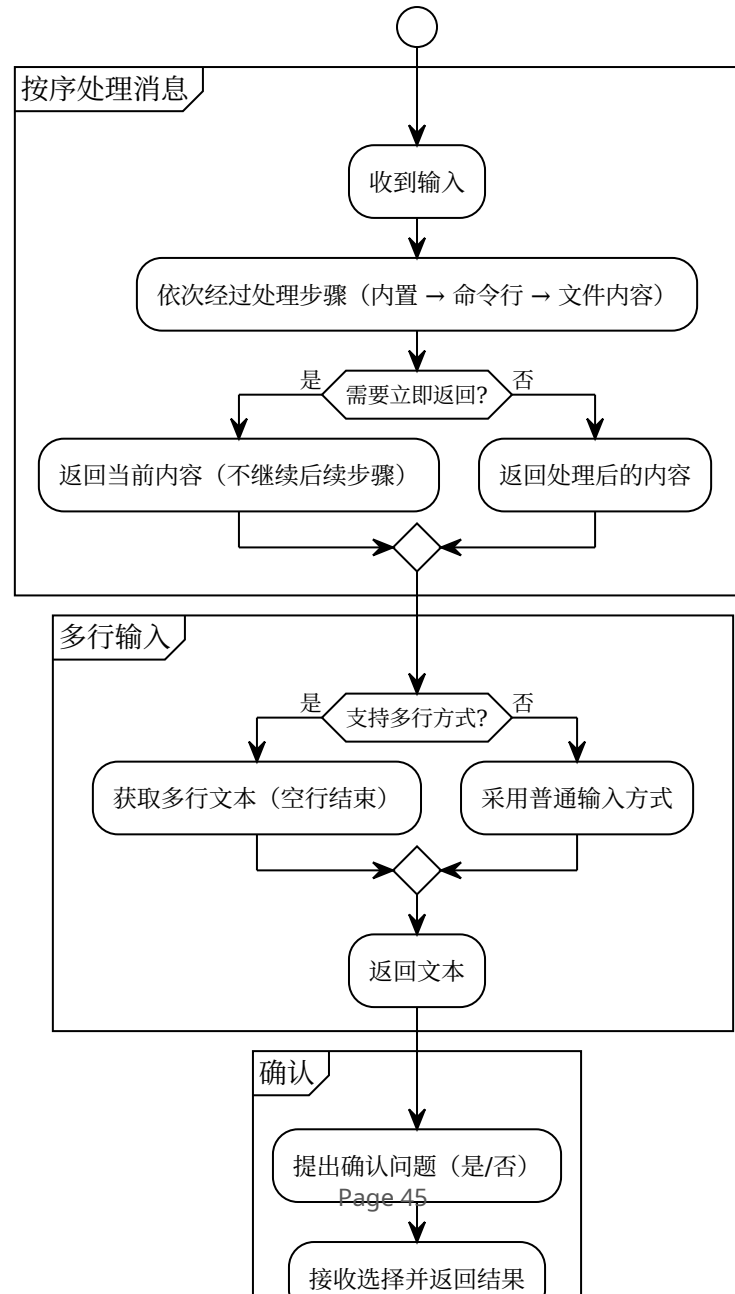 按序处理消息
收到输入
依次经过处理步骤（内置 → 命令行 → 文件内容）
是
需要立即返回?
否
返回当前内容（不继续后续步骤）
返回处理后的内容
多行输入
是
支持多行方式?
否
获取多行文本（空行结束）
采用普通输入方式
返回文本
确认
提出确认问题（是/否）
Page 45
接收选择并返回结果